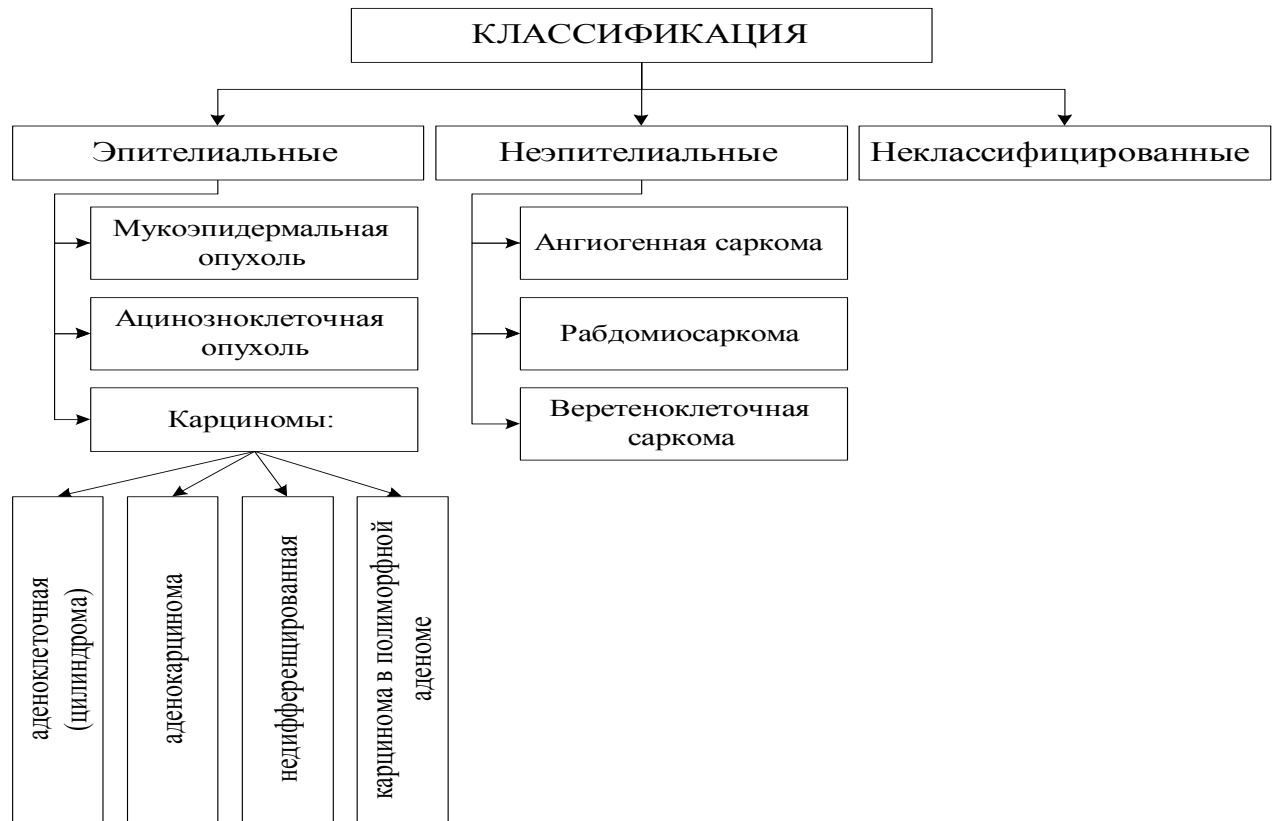 КЛАССИФИКАЦИЯ
Эпителиальные
Неэпителиальные
Неклассифицированные
Мукоэпидермальная
опухоль
Ацинозноклеточная
опухоль
Карциномы:
Ангиогенная саркома
Рабдомиосаркома
Веретеноклеточная
саркома
аденоклеточная
(цилиндрома)
аденокарцинома
недифференцированная
карцинома в полиморфной
аденоме